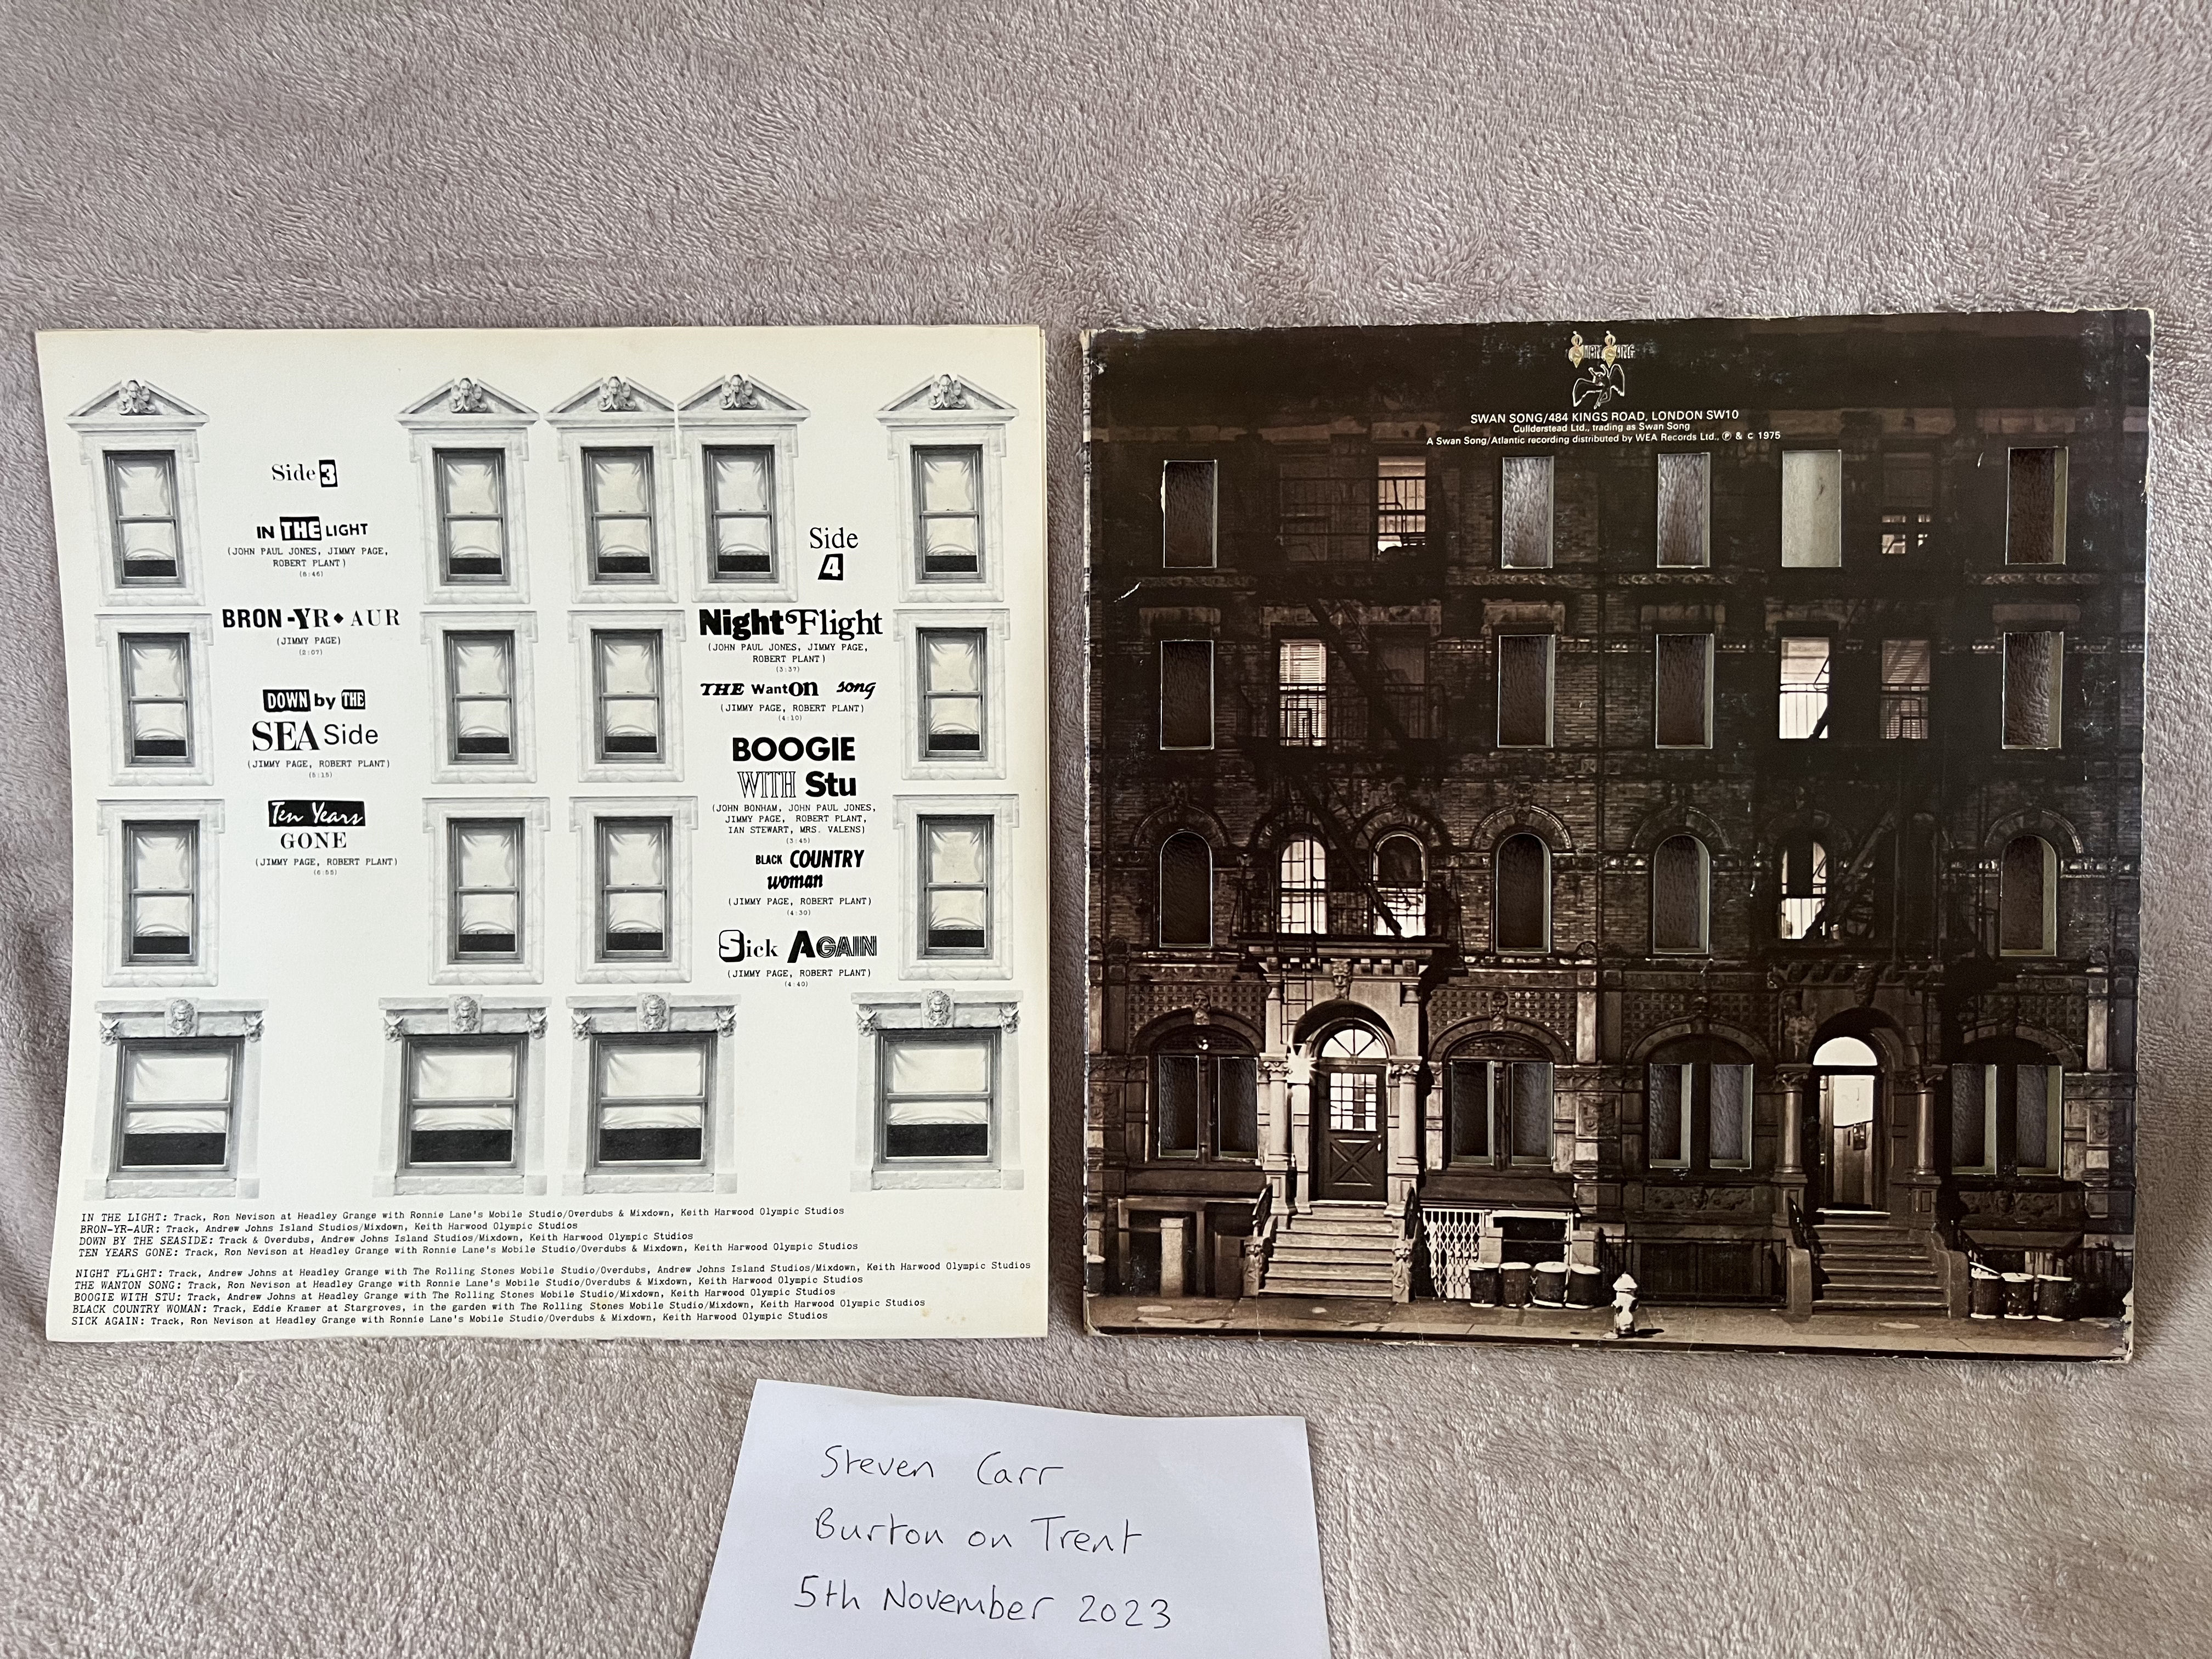 Side 3
IN THE LIGHT
(JOHN PAUL JONES, JIMMY PAGE,
ROBERT PLANT)
(8:46)
BRON-YR◆AUR
(JIMMY PAGE)
(2:07)
DOWN by THE
SEA Side
(JIMMY PAGE, ROBERT PLANT)
(5:15)
Ten Years
GONE
(JIMMY PAGE, ROBERT PLANT)
(6:55)
Side
4
Night Flight
(JOHN PAUL JONES, JIMMY PAGE,
ROBERT PLANT)
(3:37)
THE WantOn song
(JIMMY PAGE, ROBERT PLANT)
(4:10)
BOOGIE
WITH Stu
(JOHN BONHAM, JOHN PAUL JONES,
JIMMY PAGE, ROBERT PLANT,
IAN STEWART, MRS. VALENS)
(3:45)
BLACK COUNTRY
woman
(JIMMY PAGE, ROBERT PLANT)
(4:30)
Sick AGAIN
(JIMMY PAGE, ROBERT PLANT)
(4:40)
IN THE LIGHT: Track, Ron Nevison at Headley Grange with Ronnie Lane's Mobile Studio/Overdubs & Mixdown, Keith Harwood Olympic Studios
BRON-YR-AUR: Track, Andrew Johns Island Studios/Mixdown, Keith Harwood Olympic Studios
DOWN BY THE SEASIDE: Track & Overdubs, Andrew Johns Island Studios/Mixdown, Keith Harwood Olympic Studios
TEN YEARS GONE: Track, Ron Nevison at Headley Grange with Ronnie Lane's Mobile Studio/Overdubs & Mixdown, Keith Harwood Olympic Studios
NIGHT FLIGHT: Track, Andrew Johns at Headley Grange with The Rolling Stones Mobile Studio/Overdubs, Andrew Johns Island Studios/Mixdown, Keith Harwood Olympic Studios
THE WANTON SONG: Track, Ron Nevison at Headley Grange with Ronnie Lane's Mobile Studio/Overdubs & Mixdown, Keith Harwood Olympic Studios
BOOGIE WITH STU: Track, Andrew Johns at Headley Grange with The Rolling Stones Mobile Studio/Mixdown, Keith Harwood Olympic Studios
BLACK COUNTRY WOMAN: Track, Eddie Kramer at Stargroves, in the garden with The Rolling Stones Mobile Studio/Mixdown, Keith Harwood Olympic Studios
SICK AGAIN: Track, Ron Nevison at Headley Grange with Ronnie Lane's Mobile Studio/Overdubs & Mixdown, Keith Harwood Olympic Studios
SWAN SONG
SWAN SONG/484 KINGS ROAD, LONDON SW10
Cullderstead Ltd., trading as Swan Song
A Swan Song/Atlantic recording distributed by WEA Records Ltd., ℗ & c 1975
Steven Carr
Burton on Trent
5th November 2023